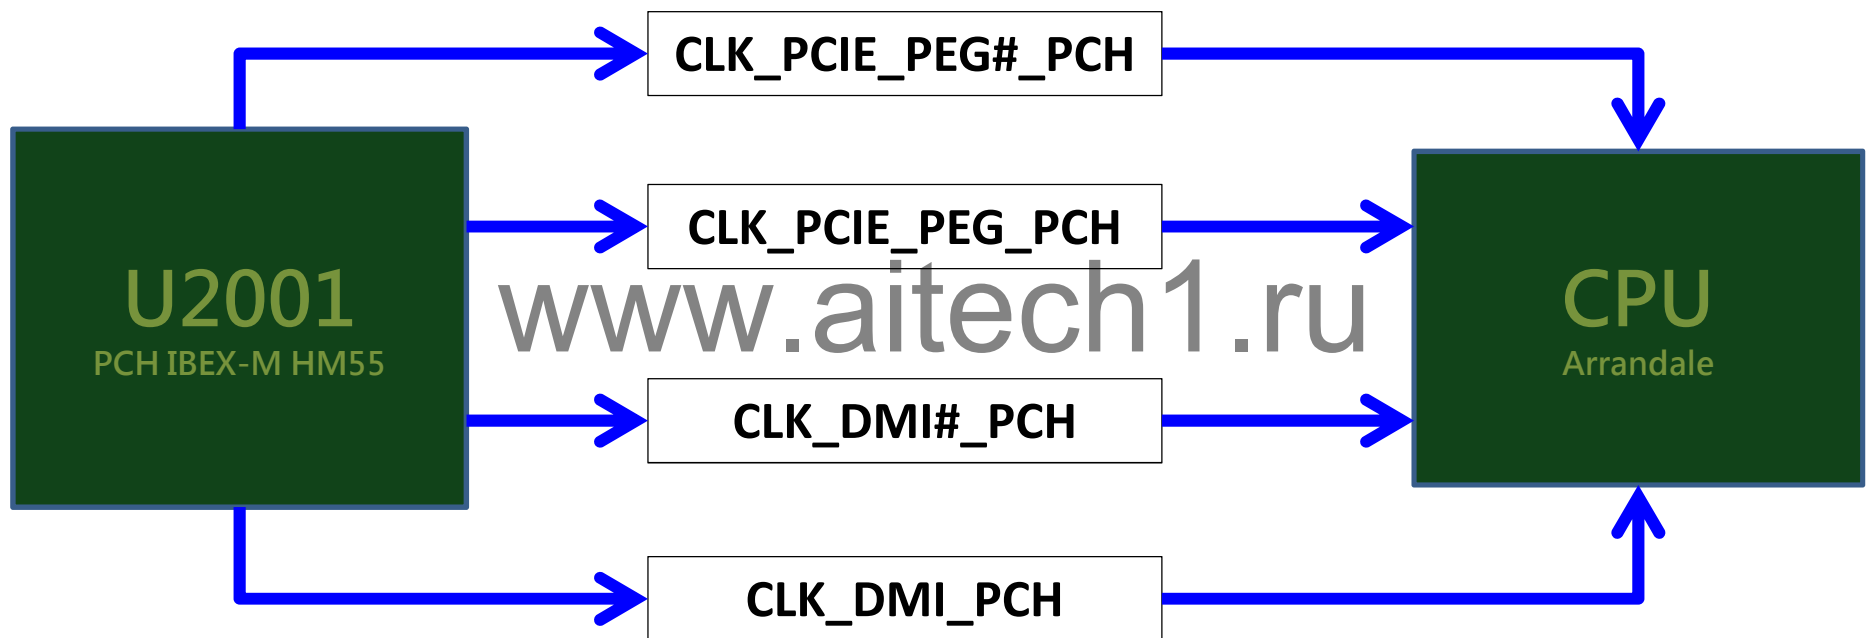 CLK_PCIE_PEG#_PCH
CLK_PCIE_PEG_PCH
U2001
PCH IBEX-M HM55
www.aitech1.ru
CPU
Arrandale
CLK_DMI#_PCH
CLK_DMI_PCH